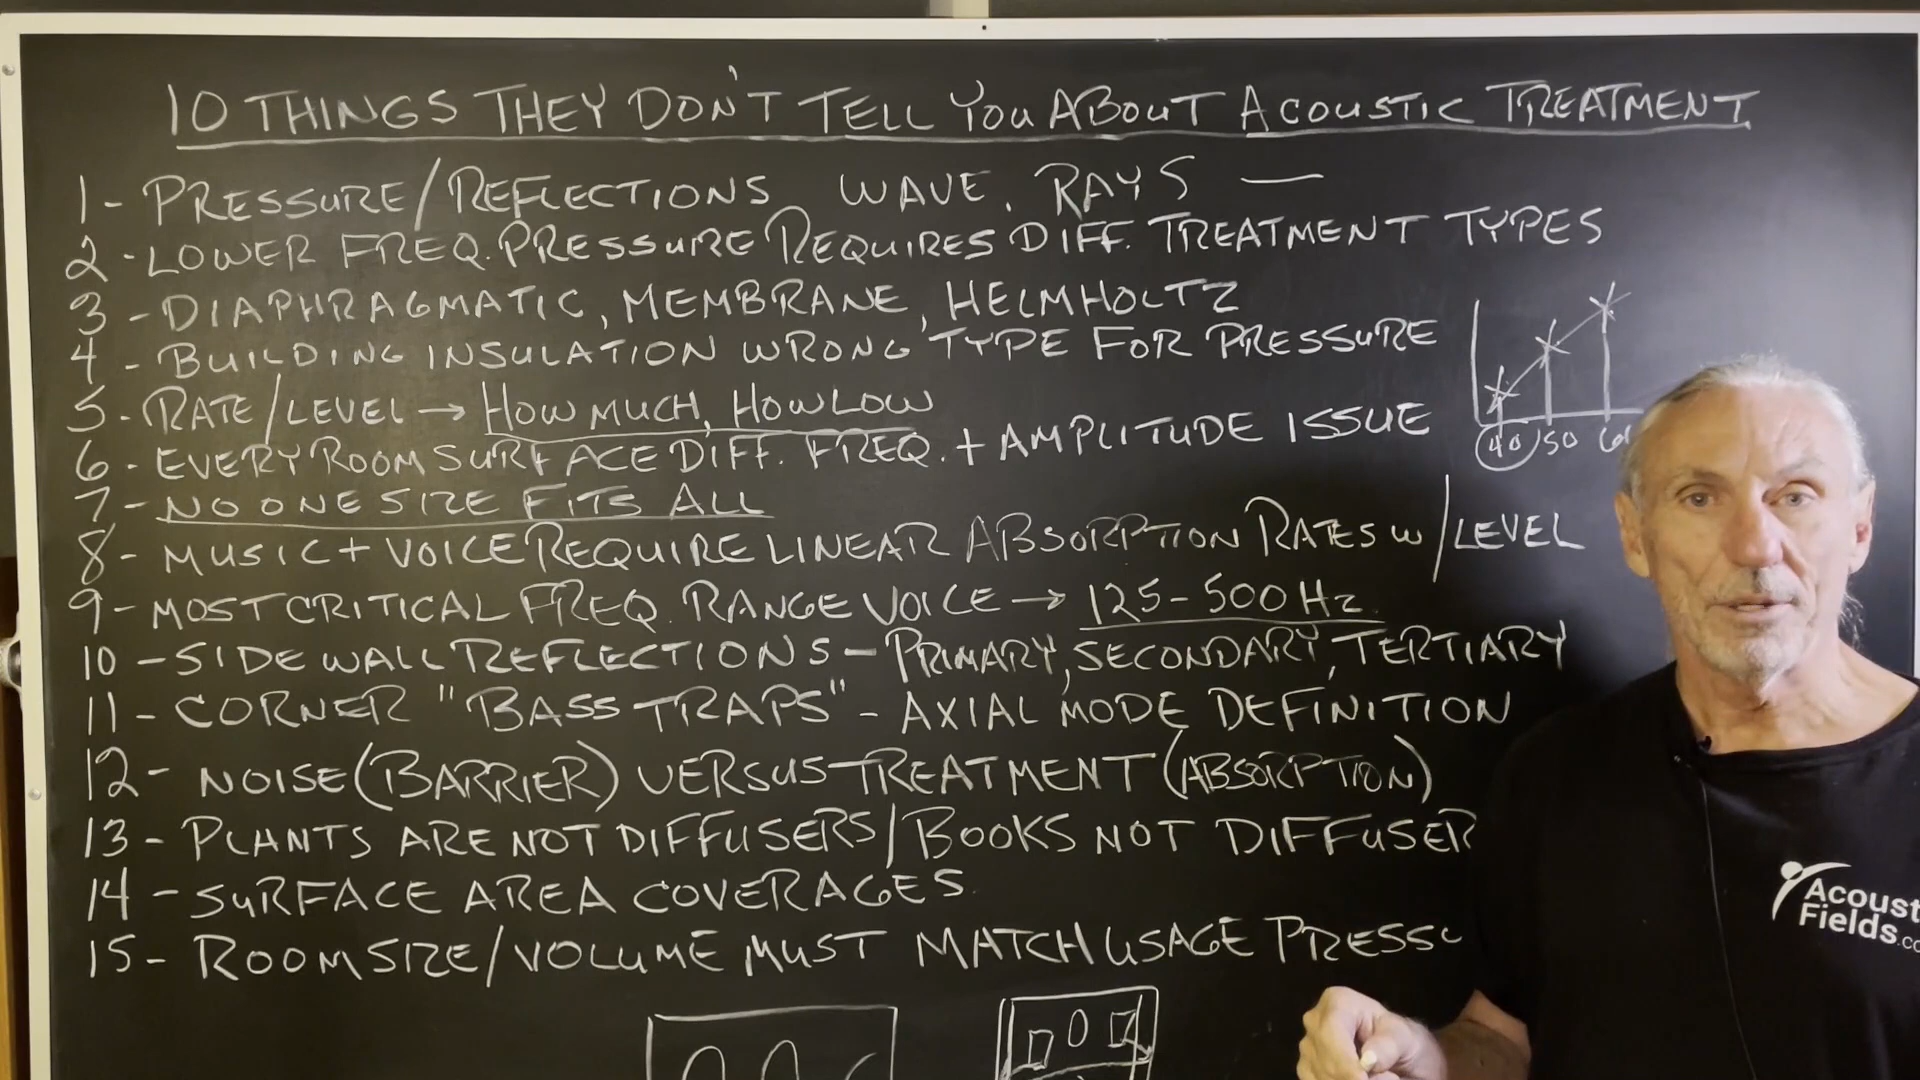 10 THINGS THEY DON'T TELL YOU ABOUT ACOUSTIC TREATMENT
1- PRESSURE/REFLECTIONS WAVE. RAYS —
2-LOWER FREQ. PRESSURE REQUIRES DIFF. TREATMENT TYPES
3-DIAPHRAGMATIC, MEMBRANE, HELMHOLTZ
4-BUILDING INSULATION WRONG TYPE FOR PRESSURE
5-RATE/LEVEL → HOW MUCH, HOW LOW
6-EVERY ROOM SURFACE DIFF. FREQ. + AMPLITUDE ISSUE
40 50
7-NO ONE SIZE FITS ALL
8-MUSIC + VOICE REQUIRE LINEAR ABSORPTION RATES w/LEVEL
9-MOST CRITICAL FREQ. RANGE VOICE → 125-500 Hz.
10-SIDE WALL REFLECTIONS - PRIMARY, SECONDARY, TERTIARY
11-CORNER "BASS TRAPS" - AXIAL MODE DEFINITION
12-NOISE (BARRIER) VERSUS TREATMENT (ABSORPTION)
13-PLANTS ARE NOT DIFFUSERS/BOOKS NOT DIFFUSER
14-SURFACE AREA COVERAGES.
15-ROOM SIZE/VOLUME MUST MATCH USAGE PRESSU
Acoust
Fields.co